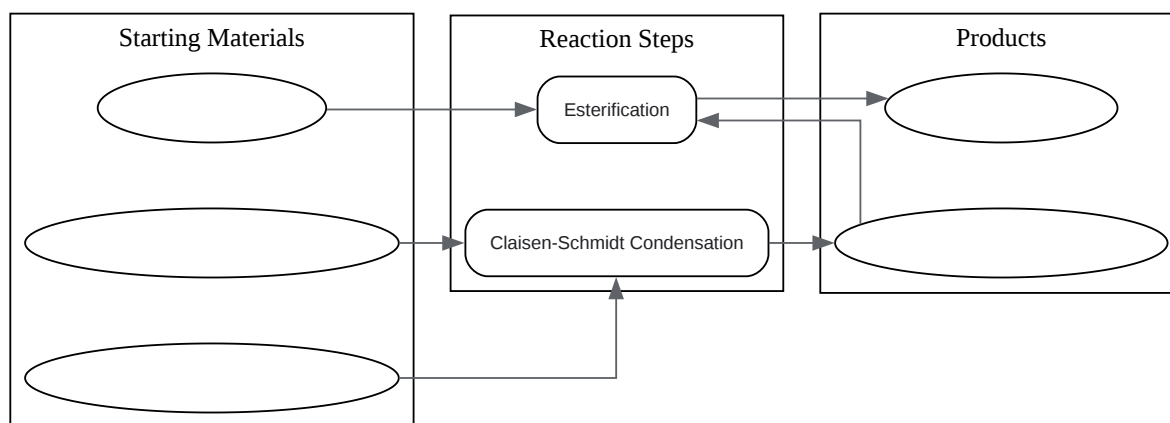 Starting Materials
Reaction Steps
Products
Esterification
Claisen-Schmidt Condensation